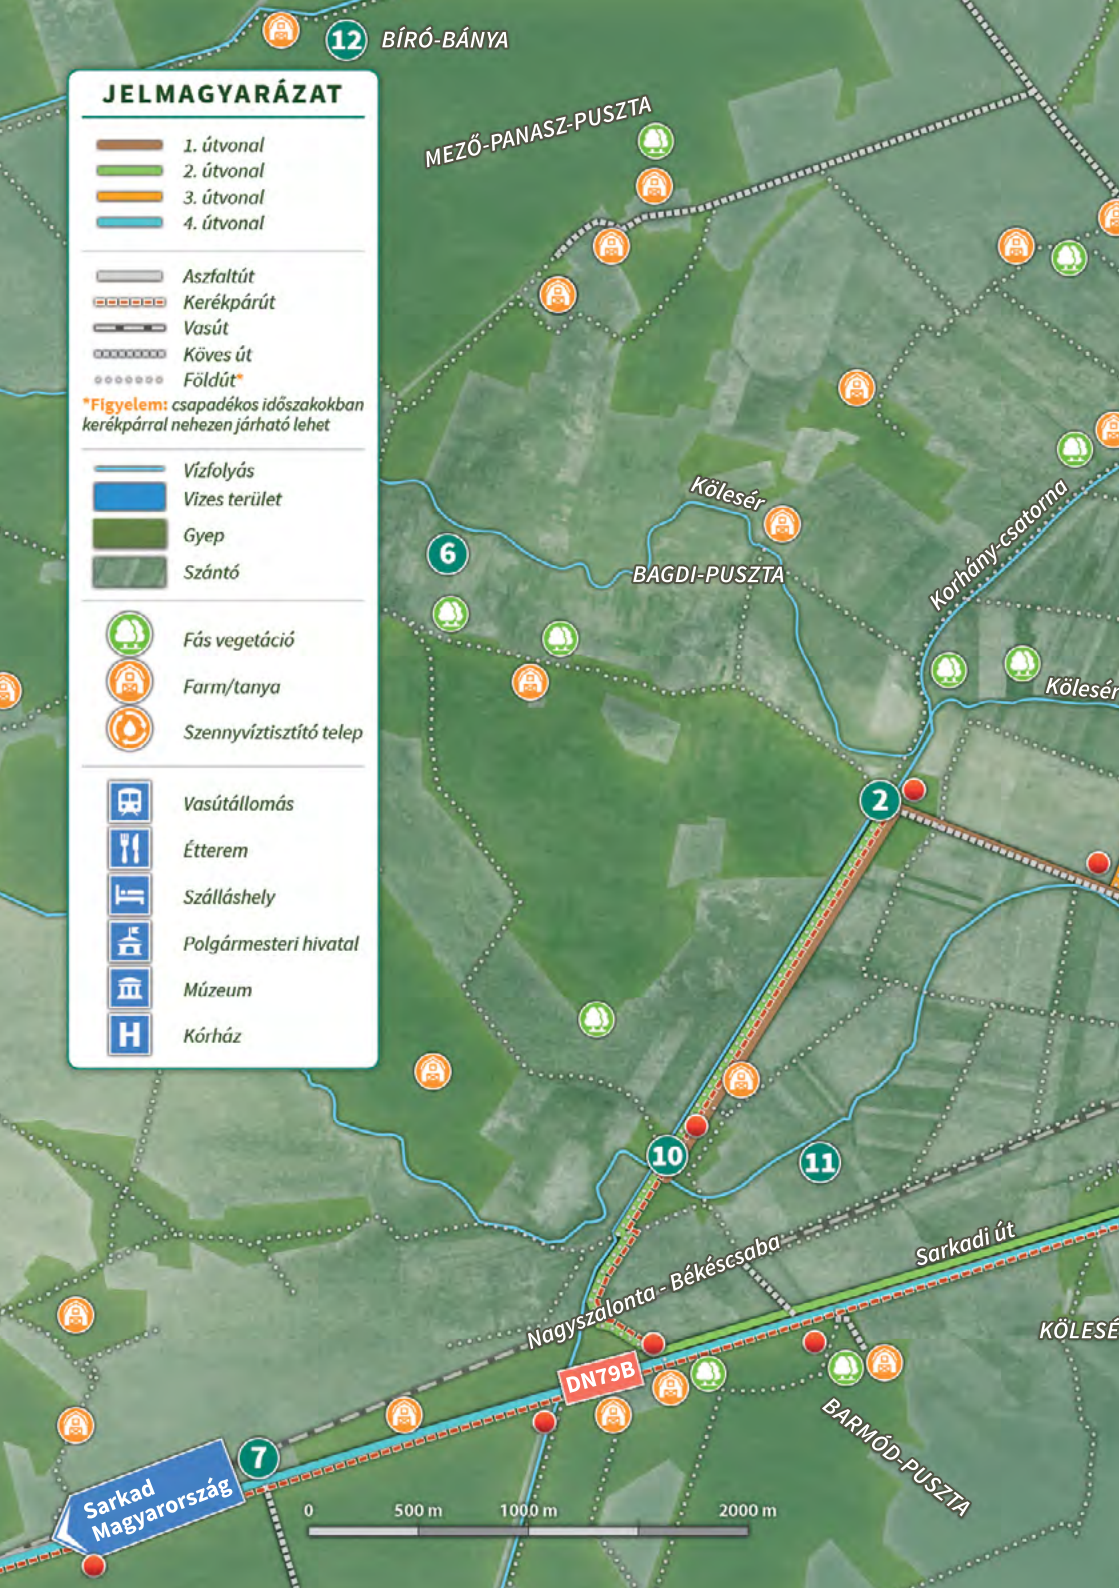 12 BÍRÓ-BÁNYA
JELMAGYARÁZAT
1. útvonal
2. útvonal
3. útvonal
4. útvonal
Aszfaltút
Kerékpárút
Vasút
Köves út
Földút*
*Figyelem: csapadékos időszakokban
kerékpárral nehezen járható lehet
Vízfolyás
Vizes terület
Gyep
Szántó
Fás vegetáció
Farm/tanya
Szennyvíztisztító telep
Vasútállomás
Étterem
Szálláshely
Polgármesteri hivatal
Múzeum
H Kórház
MEZŐ-PANASZ-PUSZTA
Kölesér
Korhány-csatorna
6
BAGDI-PUSZTA
Kölesér
2
10
11
Sarkadi út
Nagyszalonta - Békéscsaba
KÖLESÉ
DN79B
BARMÓD-PUSZTA
7
Sarkad
Magyarország
0 500 m 1000 m 2000 m